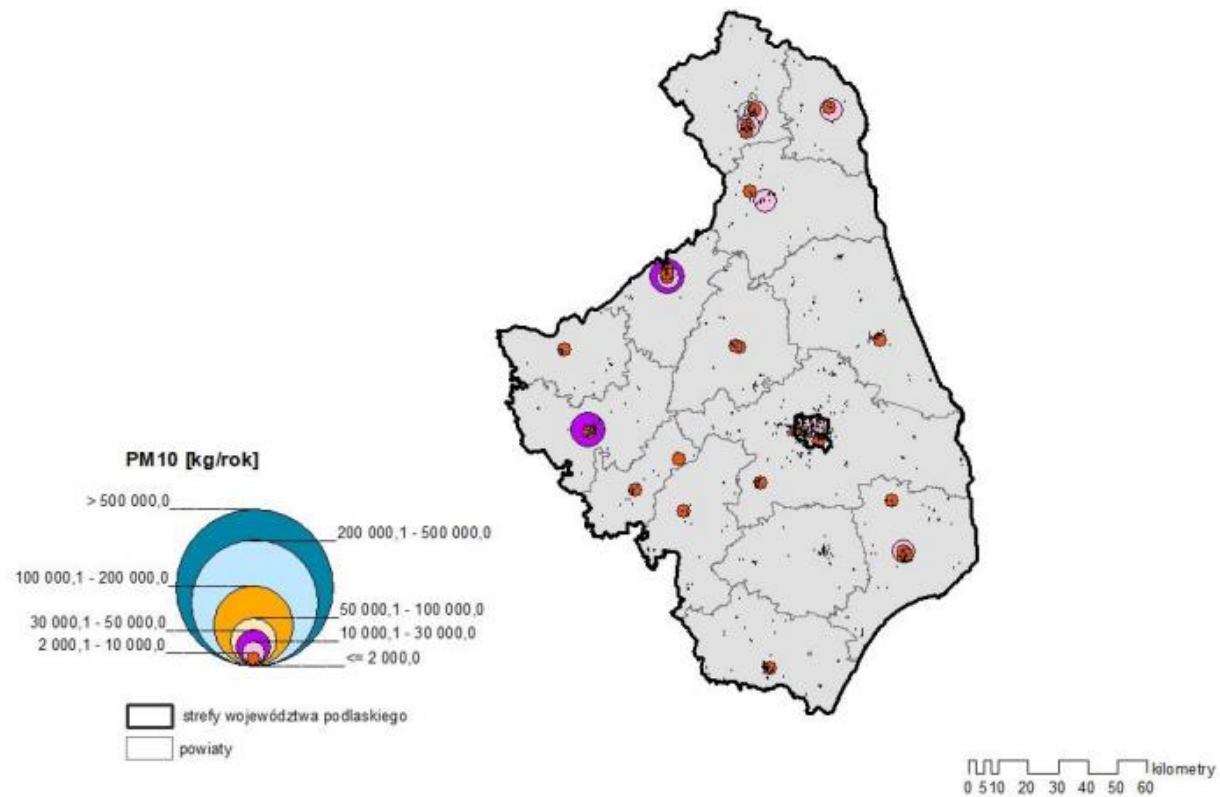 PM10 [kg/rok]
> 500 000,0
200 000,1 - 500 000,0
100 000,1 - 200 000,0
50 000,1 - 100 000,0
30 000,1 - 50 000,0
10 000,1 - 30 000,0
2 000,1 - 10 000,0
<= 2 000,0
strefy województwa podlaskiego
powiaty
kilometry
0 5 10 20 30 40 50 60